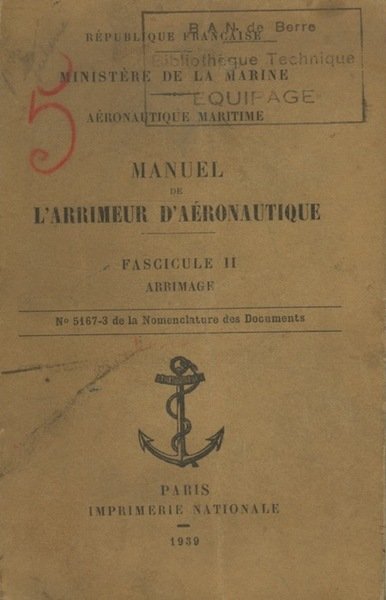 B.A.N. de Berre
Bibliothèque Technique
EQUIPAGE
5
RÉPUBLIQUE FRANÇAISE
MINISTÈRE DE LA MARINE
AÉRONAUTIQUE MARITIME
MANUEL
DE
L'ARRIMEUR D'AÉRONAUTIQUE
FASCICULE II
ARRIMAGE
No 5167-3 de la Nomenclature des Documents
PARIS
IMPRIMERIE NATIONALE
1939